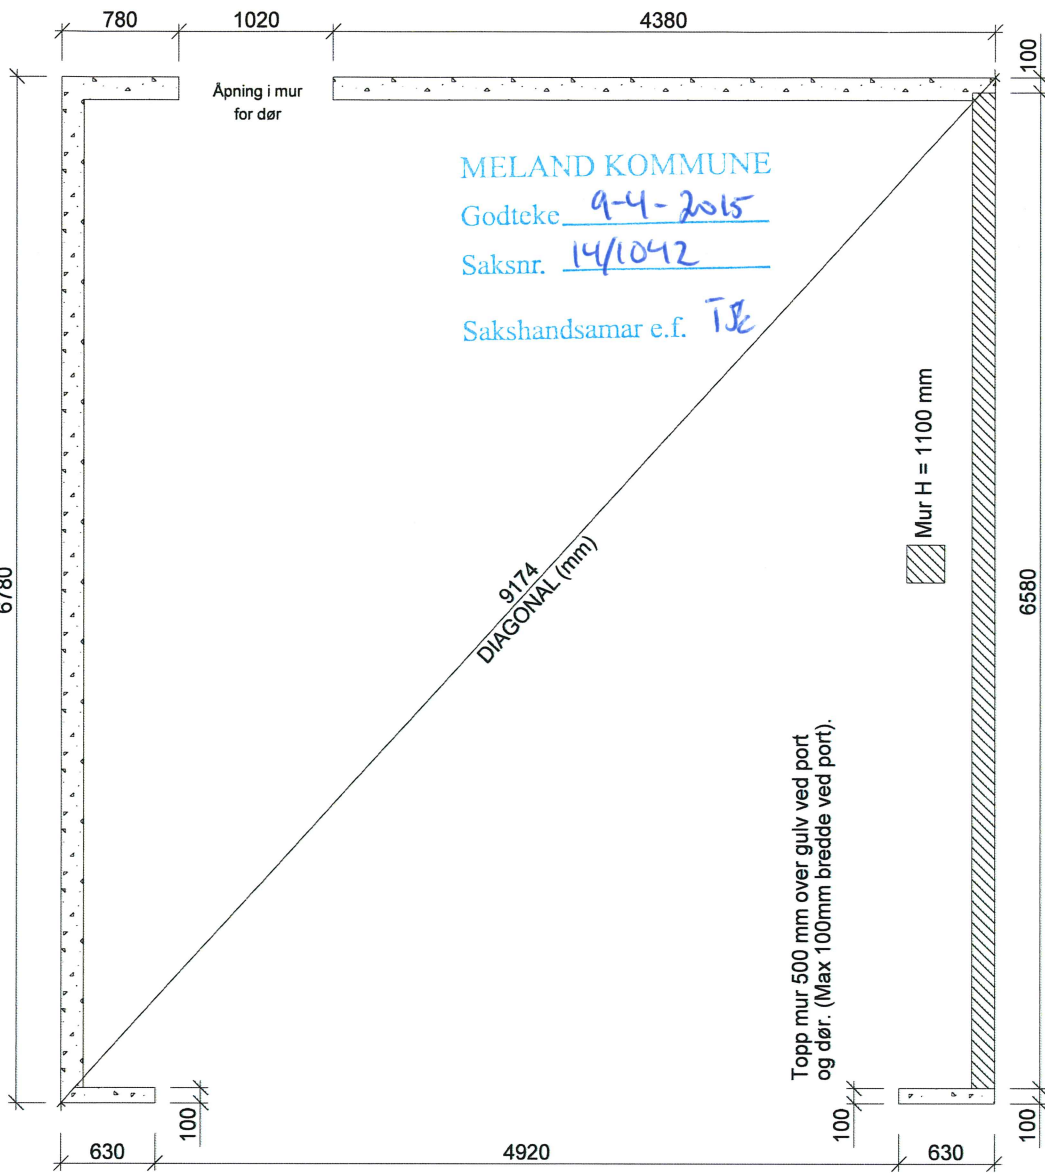 780
1020
4380
100
Åpning i mur
for dør
MELAND KOMMUNE
Godteke 9-4-2015
Saksnr. 14/1042
Sakshandsamar e.f.
Mur H = 1100 mm
6780
9174
DIAGONAL (mm)
6580
Topp mur 500 mm over gulv ved port
og dør. (Max 100mm bredde ved port).
100
100
100
630
4920
630